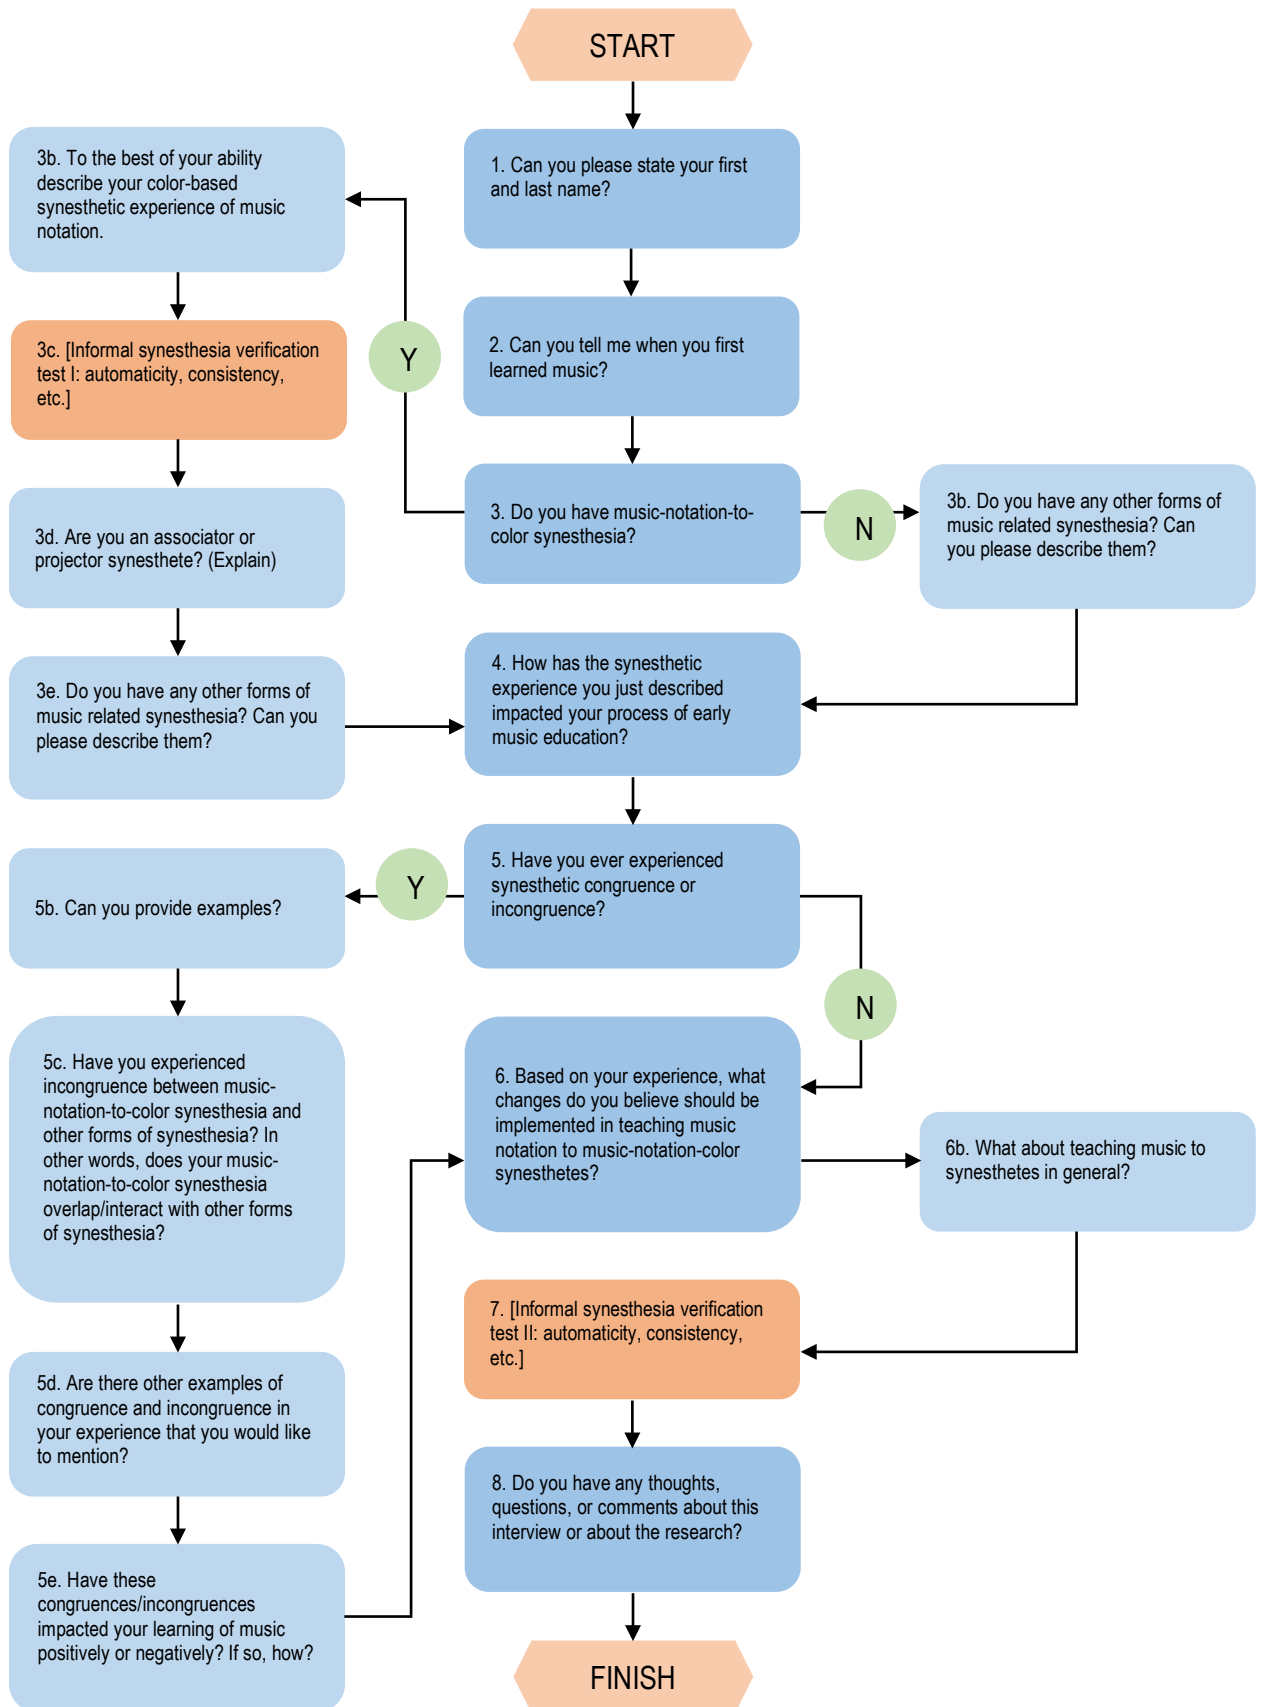 START
1. Can you please state your first
and last name?
2. Can you tell me when you first
learned music?
3. Do you have music-notation-to-
color synesthesia?
Y
3b. To the best of your ability
describe your color-based
synesthetic experience of music
notation.
3c. [Informal synesthesia verification
test I: automaticity, consistency,
etc.]
3d. Are you an associator or
projector synesthete? (Explain)
3e. Do you have any other forms of
music related synesthesia? Can you
please describe them?
N
3b. Do you have any other forms of
music related synesthesia? Can
you please describe them?
4. How has the synesthetic
experience you just described
impacted your process of early
music education?
5. Have you ever experienced
synesthetic congruence or
incongruence?
Y
5b. Can you provide examples?
5c. Have you experienced
incongruence between music-
notation-to-color synesthesia and
other forms of synesthesia? In
other words, does your music-
notation-to-color synesthesia
overlap/interact with other forms
of synesthesia?
5d. Are there other examples of
congruence and incongruence in
your experience that you would like
to mention?
5e. Have these
congruences/incongruences
impacted your learning of music
positively or negatively? If so, how?
N
6. Based on your experience, what
changes do you believe should be
implemented in teaching music
notation to music-notation-color
synesthetes?
6b. What about teaching music to
synesthetes in general?
7. [Informal synesthesia verification
test II: automaticity, consistency,
etc.]
8. Do you have any thoughts,
questions, or comments about this
interview or about the research?
FINISH